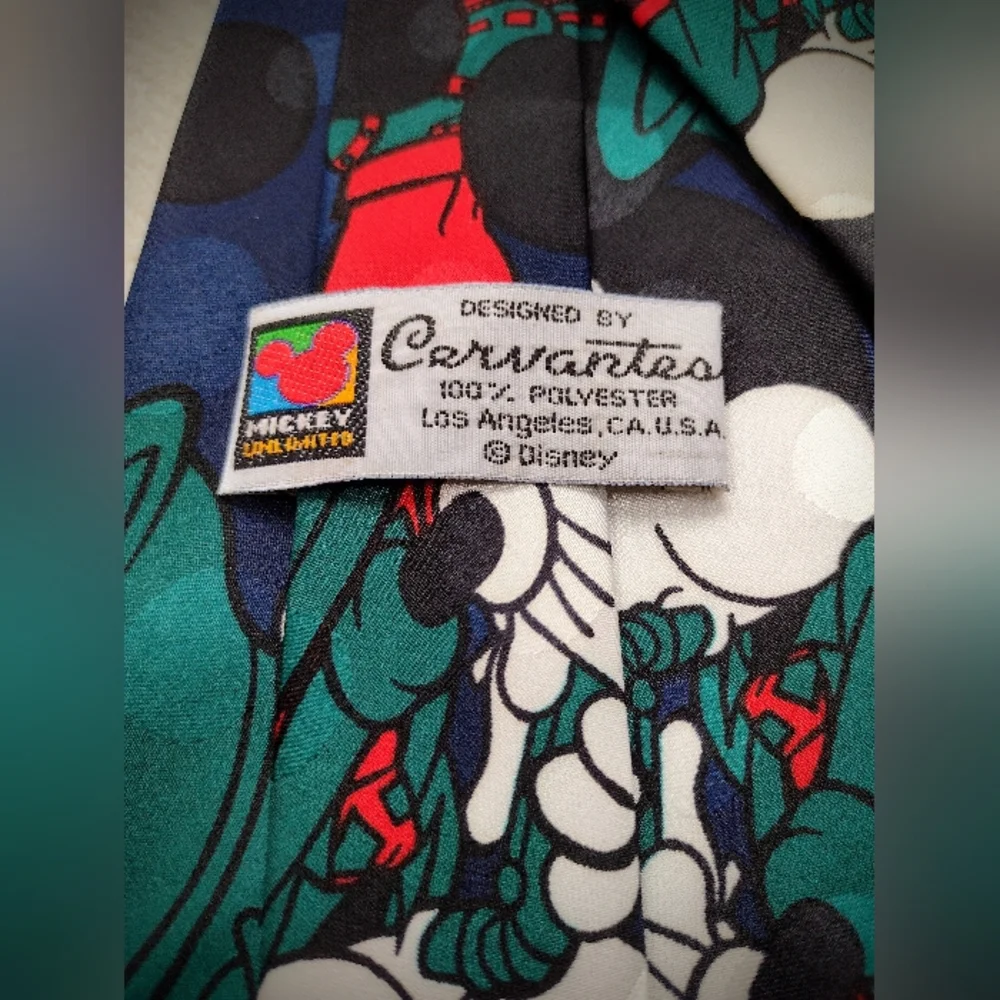 DESIGNED BY
Cervantes
100% POLYESTER
Los Angeles, CA. U.S.A.
© Disney
MICKEY
UNLIMITED